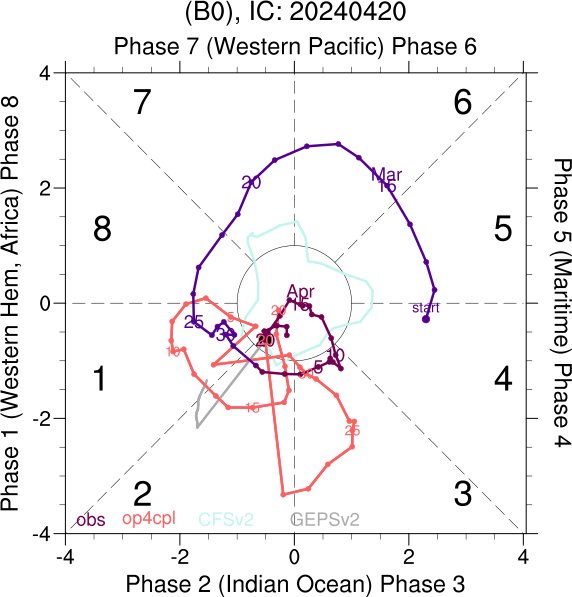 (B0), IC: 20240420
Phase 7 (Western Pacific) Phase 6
Phase 1 (Western Hem, Africa) Phase 8
Phase 5 (Maritime) Phase 4
4
7
6
Mar
15
20
2
8
5
Apr
15
start
0
25
5
20
10
5
1
4
15
25
-2
2
3
obs
op4cpl
CFSv2
GEPSv2
-4
-4
-2
0
2
4
Phase 2 (Indian Ocean) Phase 3